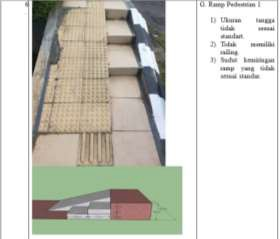 6
G. Ramp Pedestrian 1
1) Ukuran tangga
tidak sesuai
standart.
2) Tidak memiliki
railing
3) Sudut kemiringan
ramp yang tidak
sesuai standar.